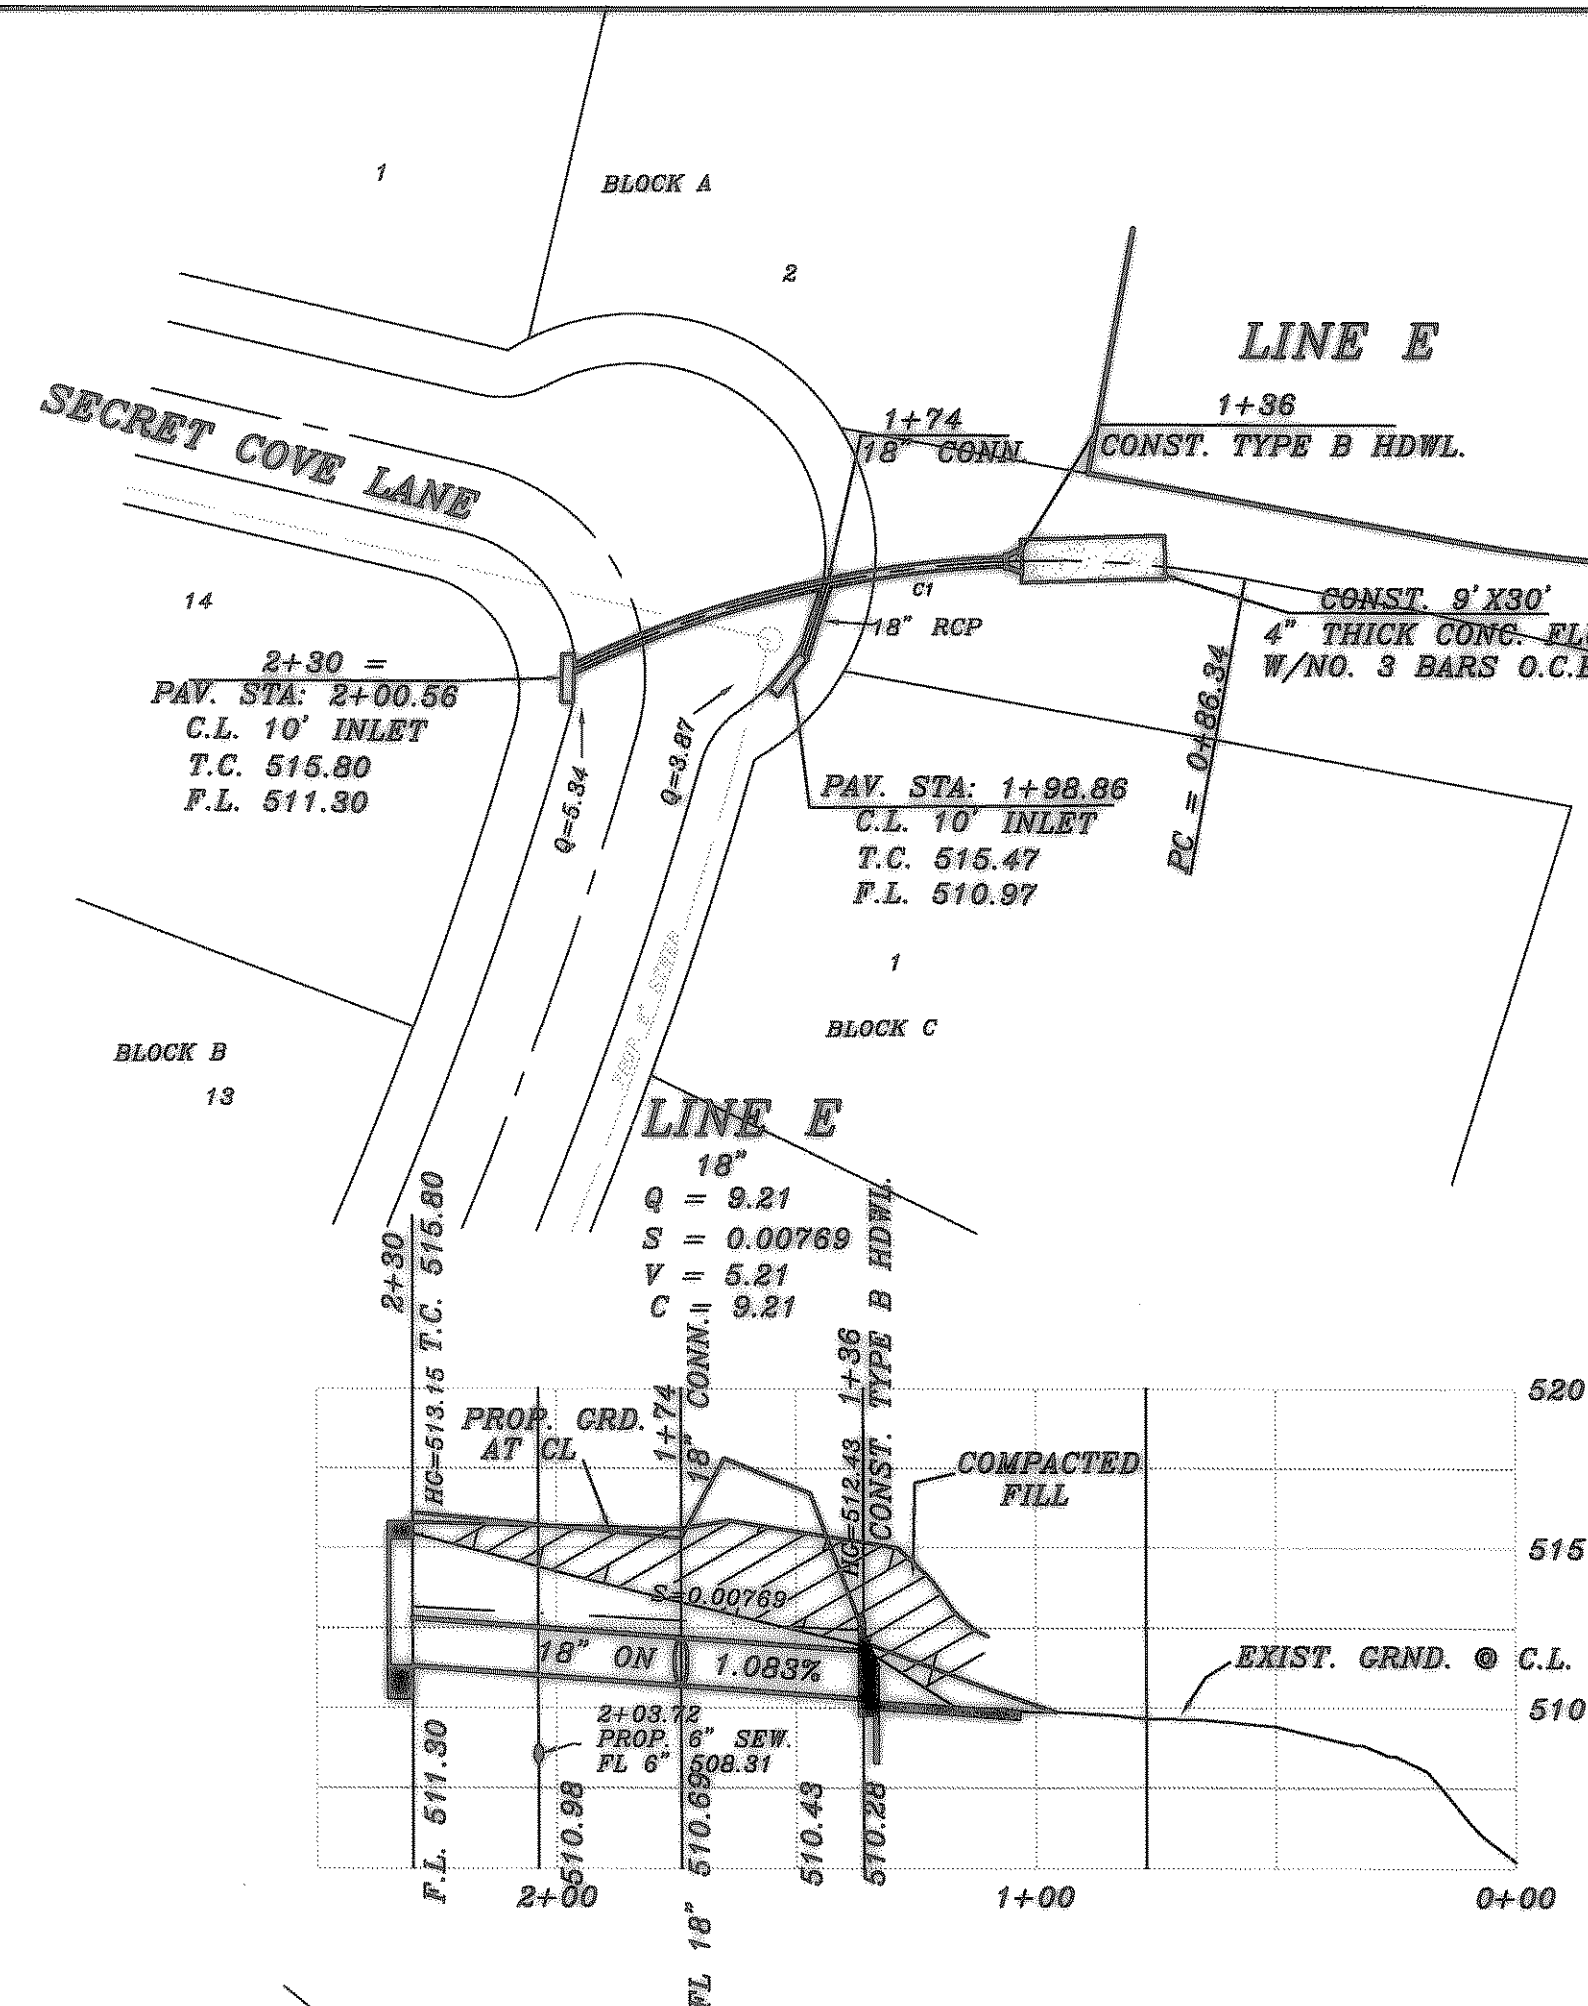 1
BLOCK A
2
LINE E
SECRET COVE LANE
1+74
18" CONN.
1+36
CONST. TYPE B HDWL.
C1
18" RCP
14
CONST. 9'X30'
4" THICK CONC.
W/NO. 3 BARS
PC = 0+86.34
2+30 =
PAV. STA: 2+00.56
C.L. 10' INLET
T.C. 515.80
F.L. 511.30
Q=5.34
Q=3.87
PAV. STA: 1+98.86
C.L. 10' INLET
T.C. 515.47
F.L. 510.97
1
BLOCK C
BLOCK B
13
LINE E
18"
Q = 9.21
S = 0.00769
V = 5.21
C = 9.21
2+30
T.C. 515.80
HG=513.15
1+74
18" CONN.
1+36
CONST. TYPE B HDWL.
HG=512.43
PROP. GRD.
AT CL
COMPACTED
FILL
520
515
510
S=0.00769
18" ON 1.083%
EXIST. GRND. @ C.L.
2+03.72
PROP. 6" SEW.
FL 6" 508.31
F.L. 511.30
510.98
FL 18" 510.69
510.43
510.28
2+00
1+00
0+00